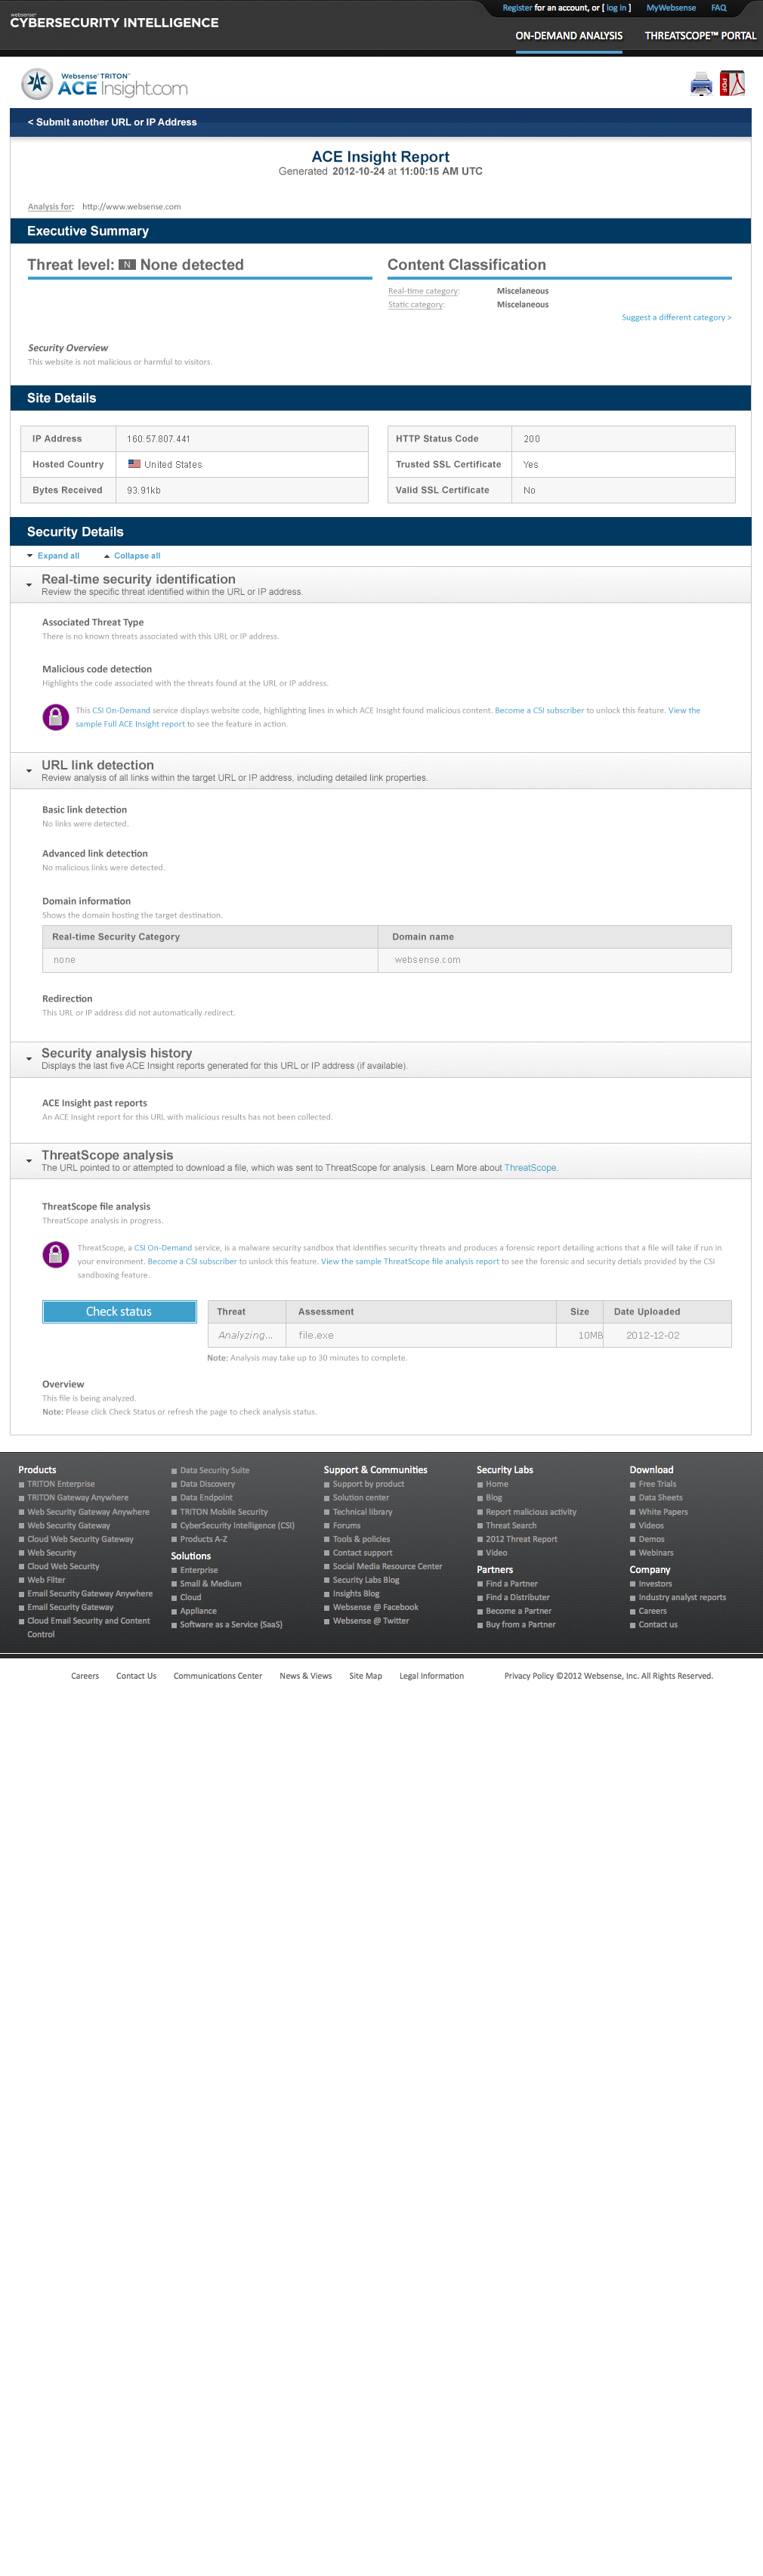 websense®
CYBERSECURITY INTELLIGENCE
Register for an account, or [ log in ] MyWebsense FAQ
ON-DEMAND ANALYSIS THREATSCOPE™ PORTAL
Websense® TRITON™
ACE Insight.com
PDF
< Submit another URL or IP Address
ACE Insight Report
Generated 2012-10-24 at 11:00:15 AM UTC
Analysis for: http://www.websense.com
Executive Summary
Threat level: N None detected
Content Classification
Real-time category: Miscelaneous
Static category: Miscelaneous
Suggest a different category >
Security Overview
This website is not malicious or harmful to visitors.
Site Details
IP Address 160.57.807.441
Hosted Country United States
Bytes Received 93.91kb
HTTP Status Code 200
Trusted SSL Certificate Yes
Valid SSL Certificate No
Security Details
Expand all Collapse all
Real-time security identification
Review the specific threat identified within the URL or IP address.
Associated Threat Type
There is no known threats associated with this URL or IP address.
Malicious code detection
Highlights the code associated with the threats found at the URL or IP address.
This CSI On-Demand service displays website code, highlighting lines in which ACE Insight found malicious content. Become a CSI subscriber to unlock this feature. View the
sample Full ACE Insight report to see the feature in action.
URL link detection
Review analysis of all links within the target URL or IP address, including detailed link properties.
Basic link detection
No links were detected.
Advanced link detection
No malicious links were detected.
Domain information
Shows the domain hosting the target destination.
Real-time Security Category Domain name
none websense.com
Redirection
This URL or IP address did not automatically redirect.
Security analysis history
Displays the last five ACE Insight reports generated for this URL or IP address (if available).
ACE Insight past reports
An ACE Insight report for this URL with malicious results has not been collected.
ThreatScope analysis
The URL pointed to or attempted to download a file, which was sent to ThreatScope for analysis. Learn More about ThreatScope.
ThreatScope file analysis
ThreatScope analysis in progress.
ThreatScope, a CSI On-Demand service, is a malware security sandbox that identifies security threats and produces a forensic report detailing actions that a file will take if run in
your environment. Become a CSI subscriber to unlock this feature. View the sample ThreatScope file analysis report to see the forensic and security detials provided by the CSI
sandboxing feature.
Check status
Threat Assessment Size Date Uploaded
Analyzing... file.exe 10MB 2012-12-02
Note: Analysis may take up to 30 minutes to complete.
Overview
This file is being analyzed.
Note: Please click Check Status or refresh the page to check analysis status.
Products
TRITON Enterprise
TRITON Gateway Anywhere
Web Security Gateway Anywhere
Web Security Gateway
Cloud Web Security Gateway
Web Security
Cloud Web Security
Web Filter
Email Security Gateway Anywhere
Email Security Gateway
Cloud Email Security and Content
Control
Data Security Suite
Data Discovery
Data Endpoint
TRITON Mobile Security
CyberSecurity Intelligence (CSI)
Products A-Z
Solutions
Enterprise
Small & Medium
Cloud
Appliance
Software as a Service (SaaS)
Support & Communities
Support by product
Solution center
Technical library
Forums
Tools & policies
Contact support
Social Media Resource Center
Security Labs Blog
Insights Blog
Websense @ Facebook
Websense @ Twitter
Security Labs
Home
Blog
Report malicious activity
Threat Search
2012 Threat Report
Video
Partners
Find a Partner
Find a Distributer
Become a Partner
Buy from a Partner
Download
Free Trials
Data Sheets
White Papers
Videos
Demos
Webinars
Company
Investors
Industry analyst reports
Careers
Contact us
Careers Contact Us Communications Center News & Views Site Map Legal Information Privacy Policy ©2012 Websense, Inc. All Rights Reserved.